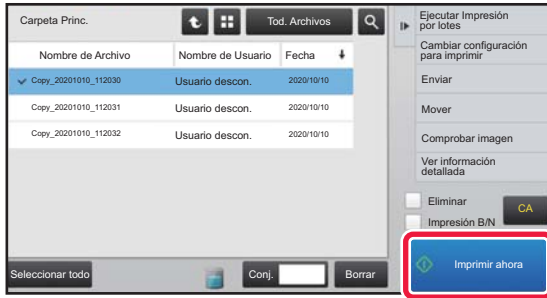 Carpeta Princ.
Tod. Archivos
Nombre de Archivo Nombre de Usuario Fecha
Copy_20201010_112030 Usuario descon. 2020/10/10
Copy_20201010_112031 Usuario descon. 2020/10/10
Copy_20201010_112032 Usuario descon. 2020/10/10
Seleccionar todo
Conj.
Borrar
Ejecutar Impresión
por lotes
Cambiar configuración
para imprimir
Enviar
Mover
Comprobar imagen
Ver información
detallada
Eliminar
CA
Impresión B/N
Imprimir ahora